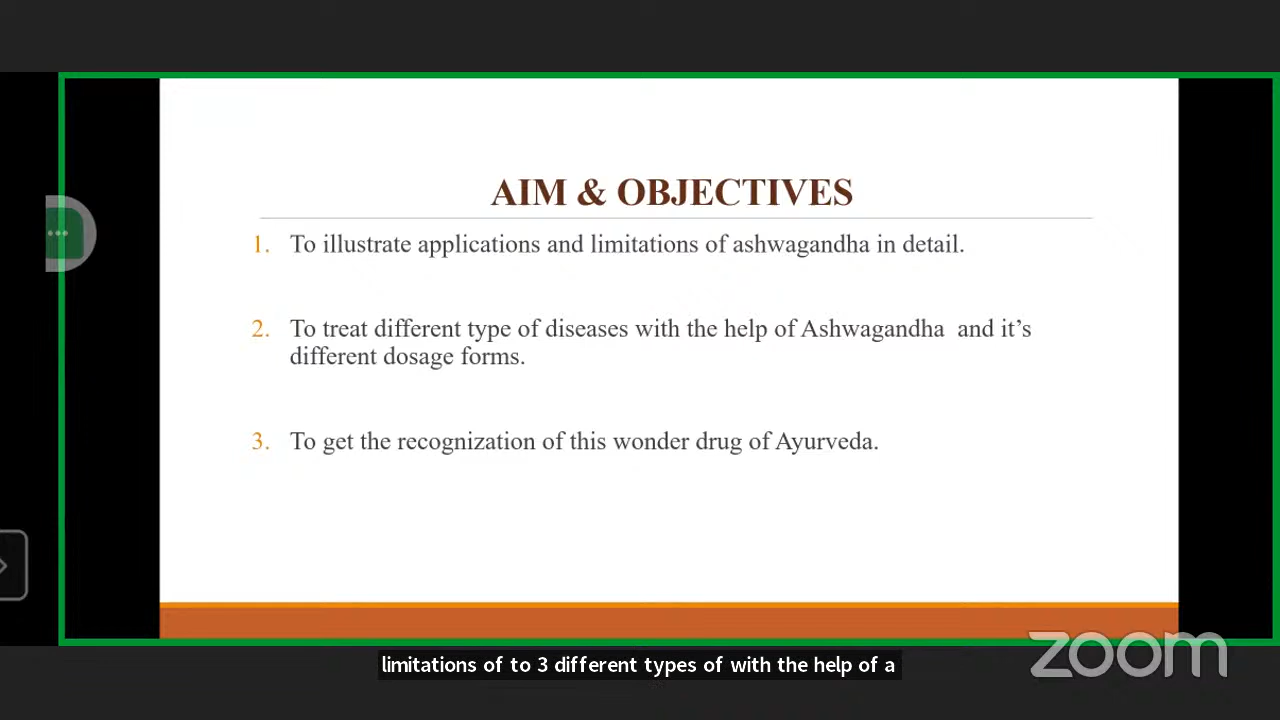 AIM & OBJECTIVES
1. To illustrate applications and limitations of ashwagandha in detail.
2. To treat different type of diseases with the help of Ashwagandha  and it’s
different dosage forms.
3. To get the recognization of this wonder drug of Ayurveda.
zoom
limitations of to 3 different types of with the help of a